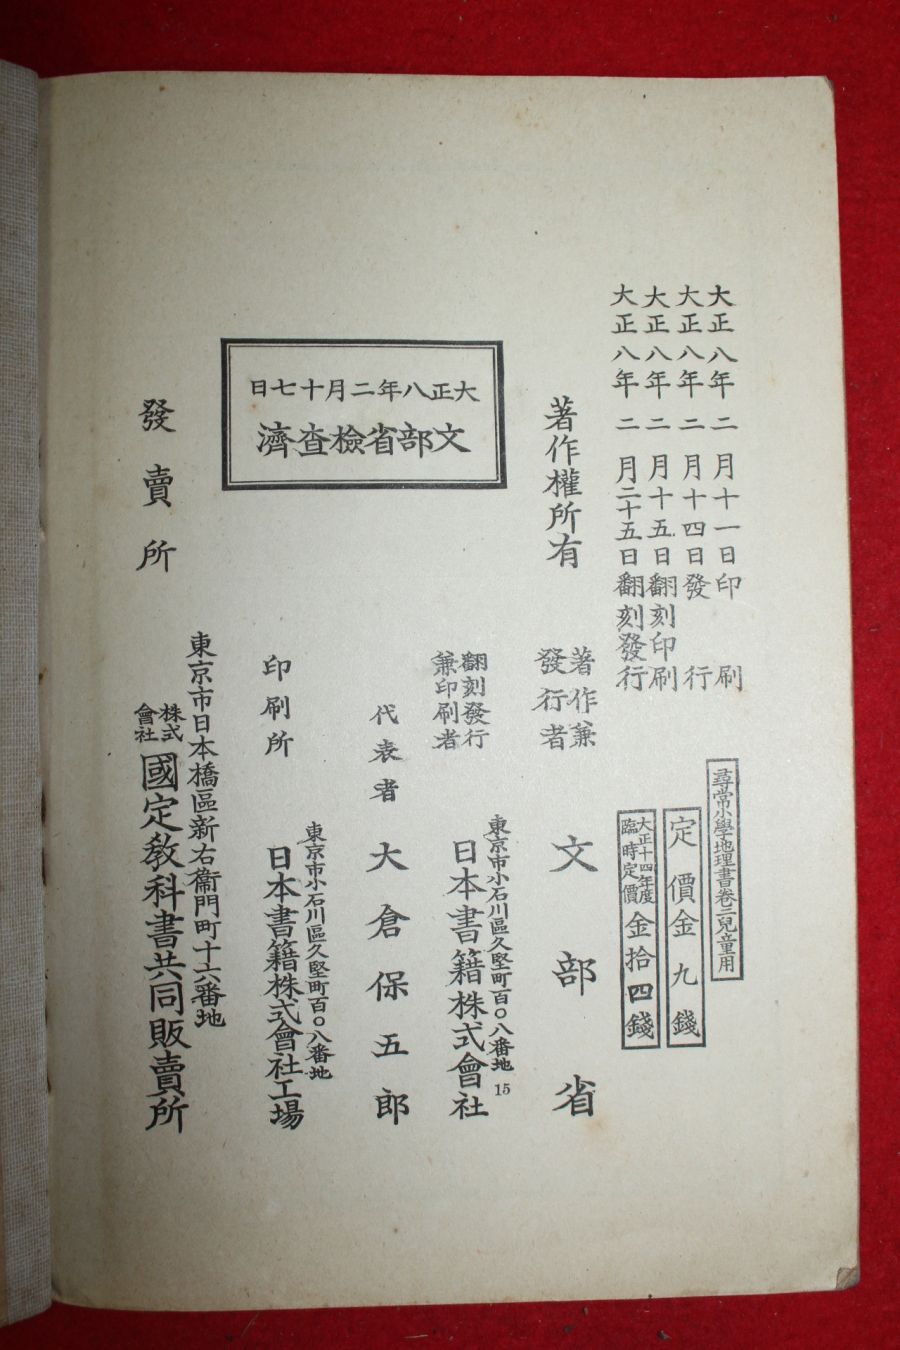 大正八年二月十一日印刷
大正八年二月十四日發行
大正八年二月十五日翻刻印刷
大正八年二月二十五日翻刻發行
尋常小學地理書卷二兒童用
定價金九錢
大正十四年度
臨時定價
金拾四錢
著作權所有
著作兼
發行者
文部省
翻刻發行
兼印刷者
東京市小石川區久堅町百〇八番地
15
日本書籍株式會社
代表者 大倉保五郎
大正八年二月十七日
文部省檢查濟
印刷所
東京市小石川區久堅町百〇八番地
日本書籍株式會社工場
發賣所
東京市日本橋區新右衞門町十六番地
株式
會社
國定教科書共同販賣所